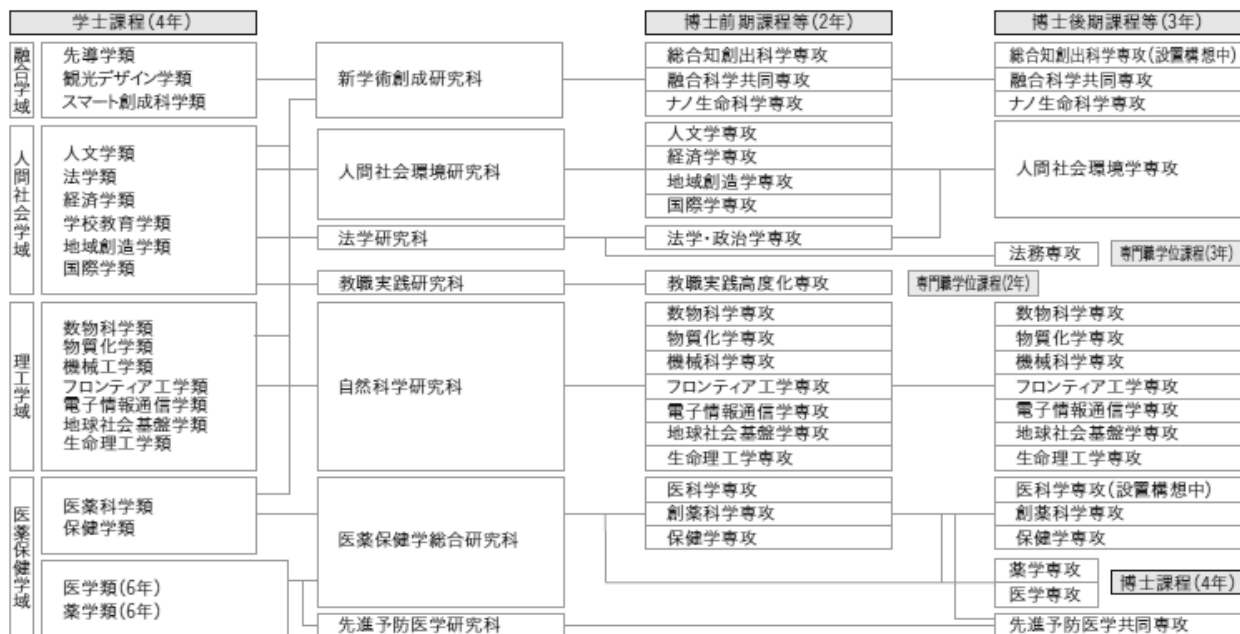 学士課程(4年)
博士前期課程等(2年)
博士後期課程等(3年)
融合学域
先導学類
観光デザイン学類
スマート創成科学類
新学術創成研究科
総合知創出科学専攻
融合科学共同専攻
ナノ生命科学専攻
総合知創出科学専攻(設置構想中)
融合科学共同専攻
ナノ生命科学専攻
人間社会学域
人文学類
法学類
経済学類
学校教育学類
地域創造学類
国際学類
人間社会環境研究科
人文学専攻
経済学専攻
地域創造学専攻
国際学専攻
人間社会環境学専攻
法学研究科
法学・政治学専攻
法務専攻
専門職学位課程(3年)
教職実践研究科
教職実践高度化専攻
専門職学位課程(2年)
理工学域
数物科学類
物質化学類
機械工学類
フロンティア工学類
電子情報通信学類
地球社会基盤学類
生命理工学類
自然科学研究科
数物科学専攻
物質化学専攻
機械科学専攻
フロンティア工学専攻
電子情報通信学専攻
地球社会基盤学専攻
生命理工学専攻
数物科学専攻
物質化学専攻
機械科学専攻
フロンティア工学専攻
電子情報通信学専攻
地球社会基盤学専攻
生命理工学専攻
医薬保健学域
医薬科学類
保健学類
医学類(6年)
薬学類(6年)
医薬保健学総合研究科
医科学専攻
創薬科学専攻
保健学専攻
医科学専攻(設置構想中)
創薬科学専攻
保健学専攻
薬学専攻
医学専攻
博士課程(4年)
先進予防医学研究科
先進予防医学共同専攻